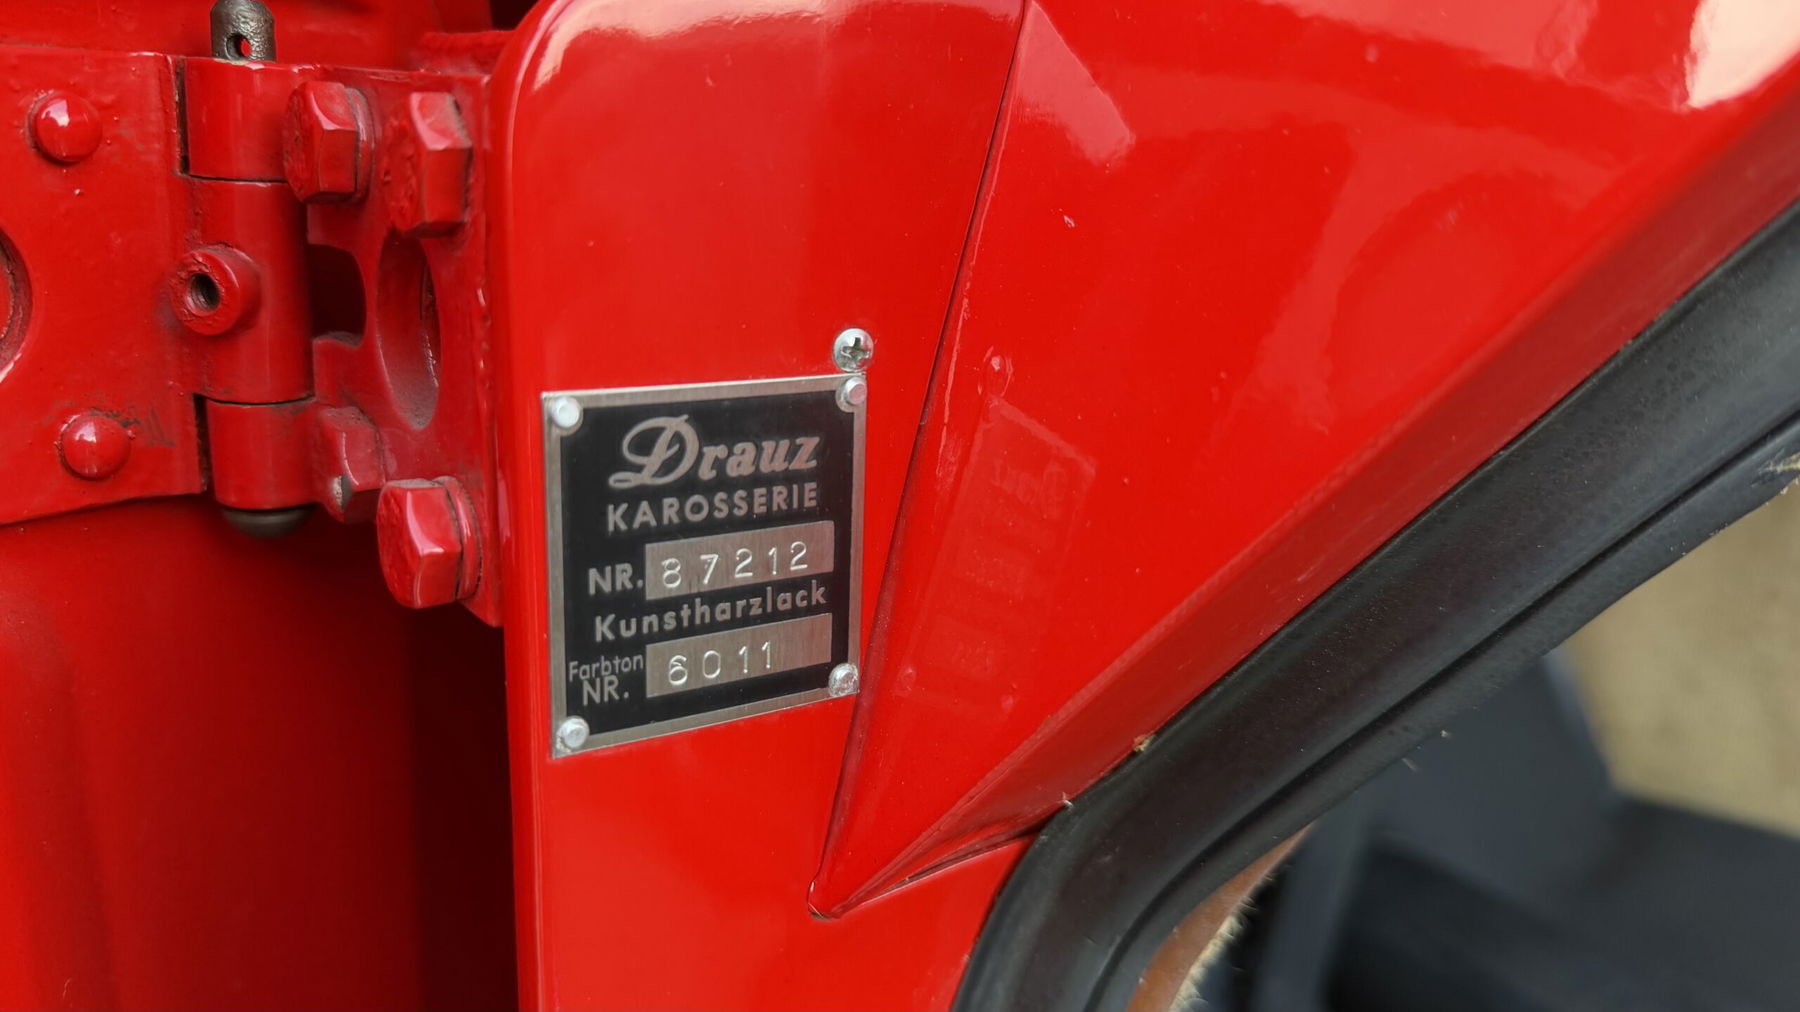 Drauz
KAROSSERIE
NR. 87212
Kunstharzlack
Farbton
NR. 6011